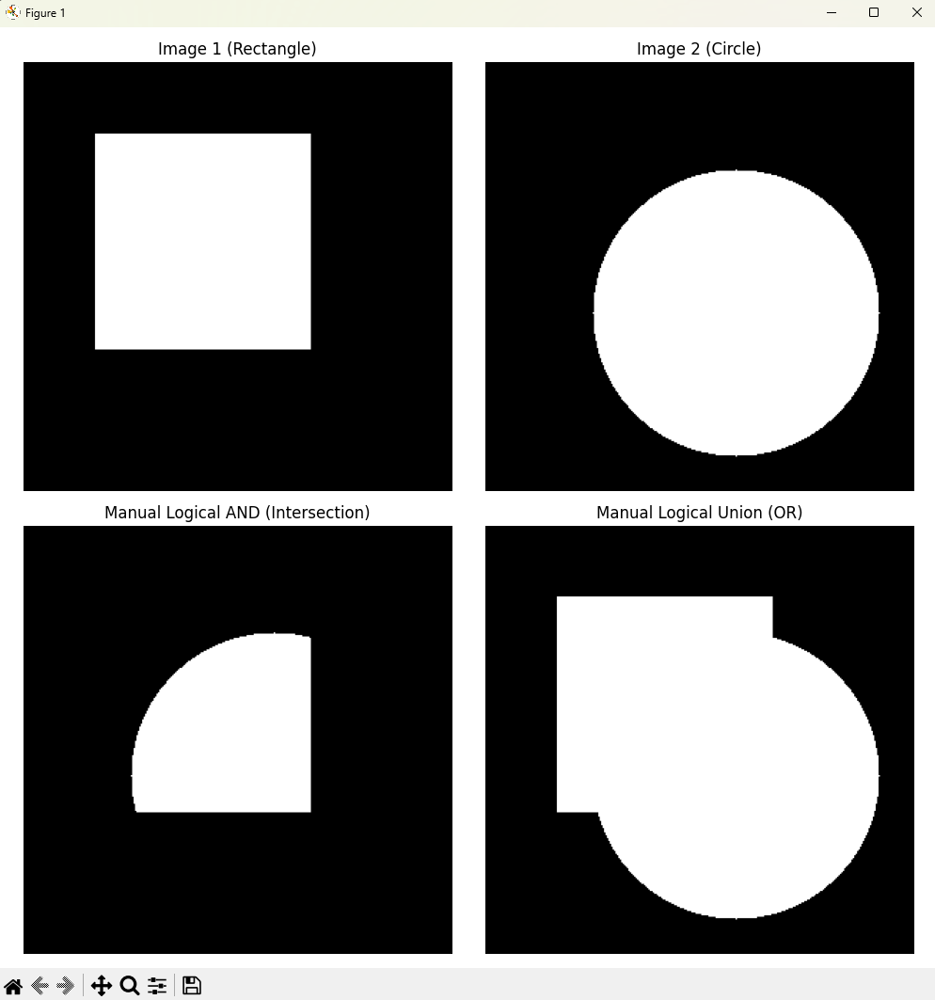 Figure 1
Image 1 (Rectangle)
Image 2 (Circle)
Manual Logical AND (Intersection)
Manual Logical Union (OR)